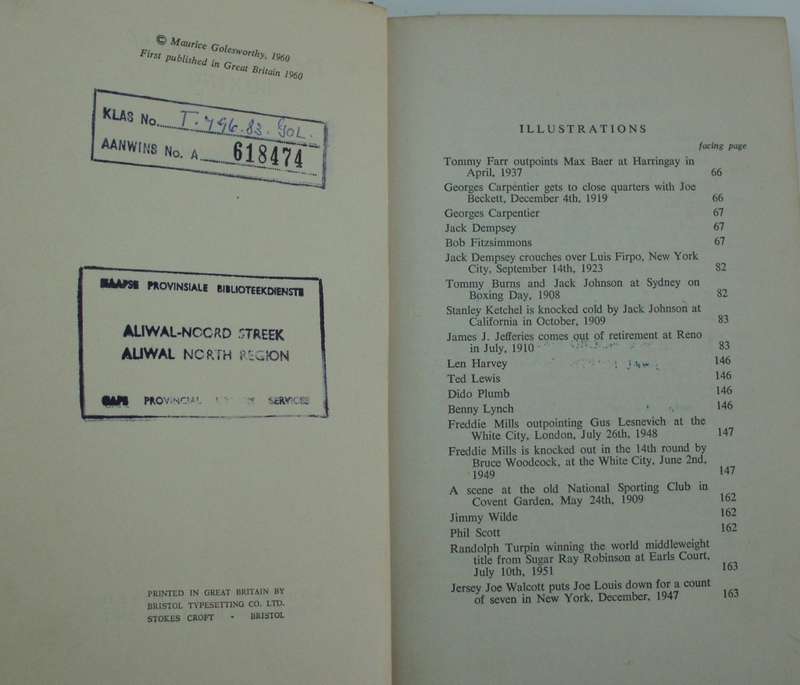 © Maurice Golesworthy, 1960
First published in Great Britain 1960
KLAS No. T. 796.83. GOL.
AANWINS No. A 618474
KAAPSE PROVINSIALE BIBLIOTEEKDIENSTE
ALIWAL-NOORD STREEK
ALIWAL NORTH REGION
CAPE PROVINCIAL SERVICES
PRINTED IN GREAT BRITAIN BY
BRISTOL TYPESETTING CO. LTD.
STOKES CROFT - BRISTOL
ILLUSTRATIONS
facing page
Tommy Farr outpoints Max Baer at Harringay in
April, 1937 66
Georges Carpentier gets to close quarters with Joe
Beckett, December 4th, 1919 66
Georges Carpentier 67
Jack Dempsey 67
Bob Fitzsimmons 67
Jack Dempsey crouches over Luis Firpo, New York
City, September 14th, 1923 82
Tommy Burns and Jack Johnson at Sydney on
Boxing Day, 1908 82
Stanley Ketchel is knocked cold by Jack Johnson at
California in October, 1909 83
James J. Jefferies comes out of retirement at Reno
in July, 1910 83
Len Harvey 146
Ted Lewis 146
Dido Plumb 146
Benny Lynch 146
Freddie Mills outpointing Gus Lesnevich at the
White City, London, July 26th, 1948 147
Freddie Mills is knocked out in the 14th round by
Bruce Woodcock, at the White City, June 2nd,
1949 147
A scene at the old National Sporting Club in
Covent Garden, May 24th, 1909 162
Jimmy Wilde 162
Phil Scott 162
Randolph Turpin winning the world middleweight
title from Sugar Ray Robinson at Earls Court,
July 10th, 1951 163
Jersey Joe Walcott puts Joe Louis down for a count
of seven in New York, December, 1947 163